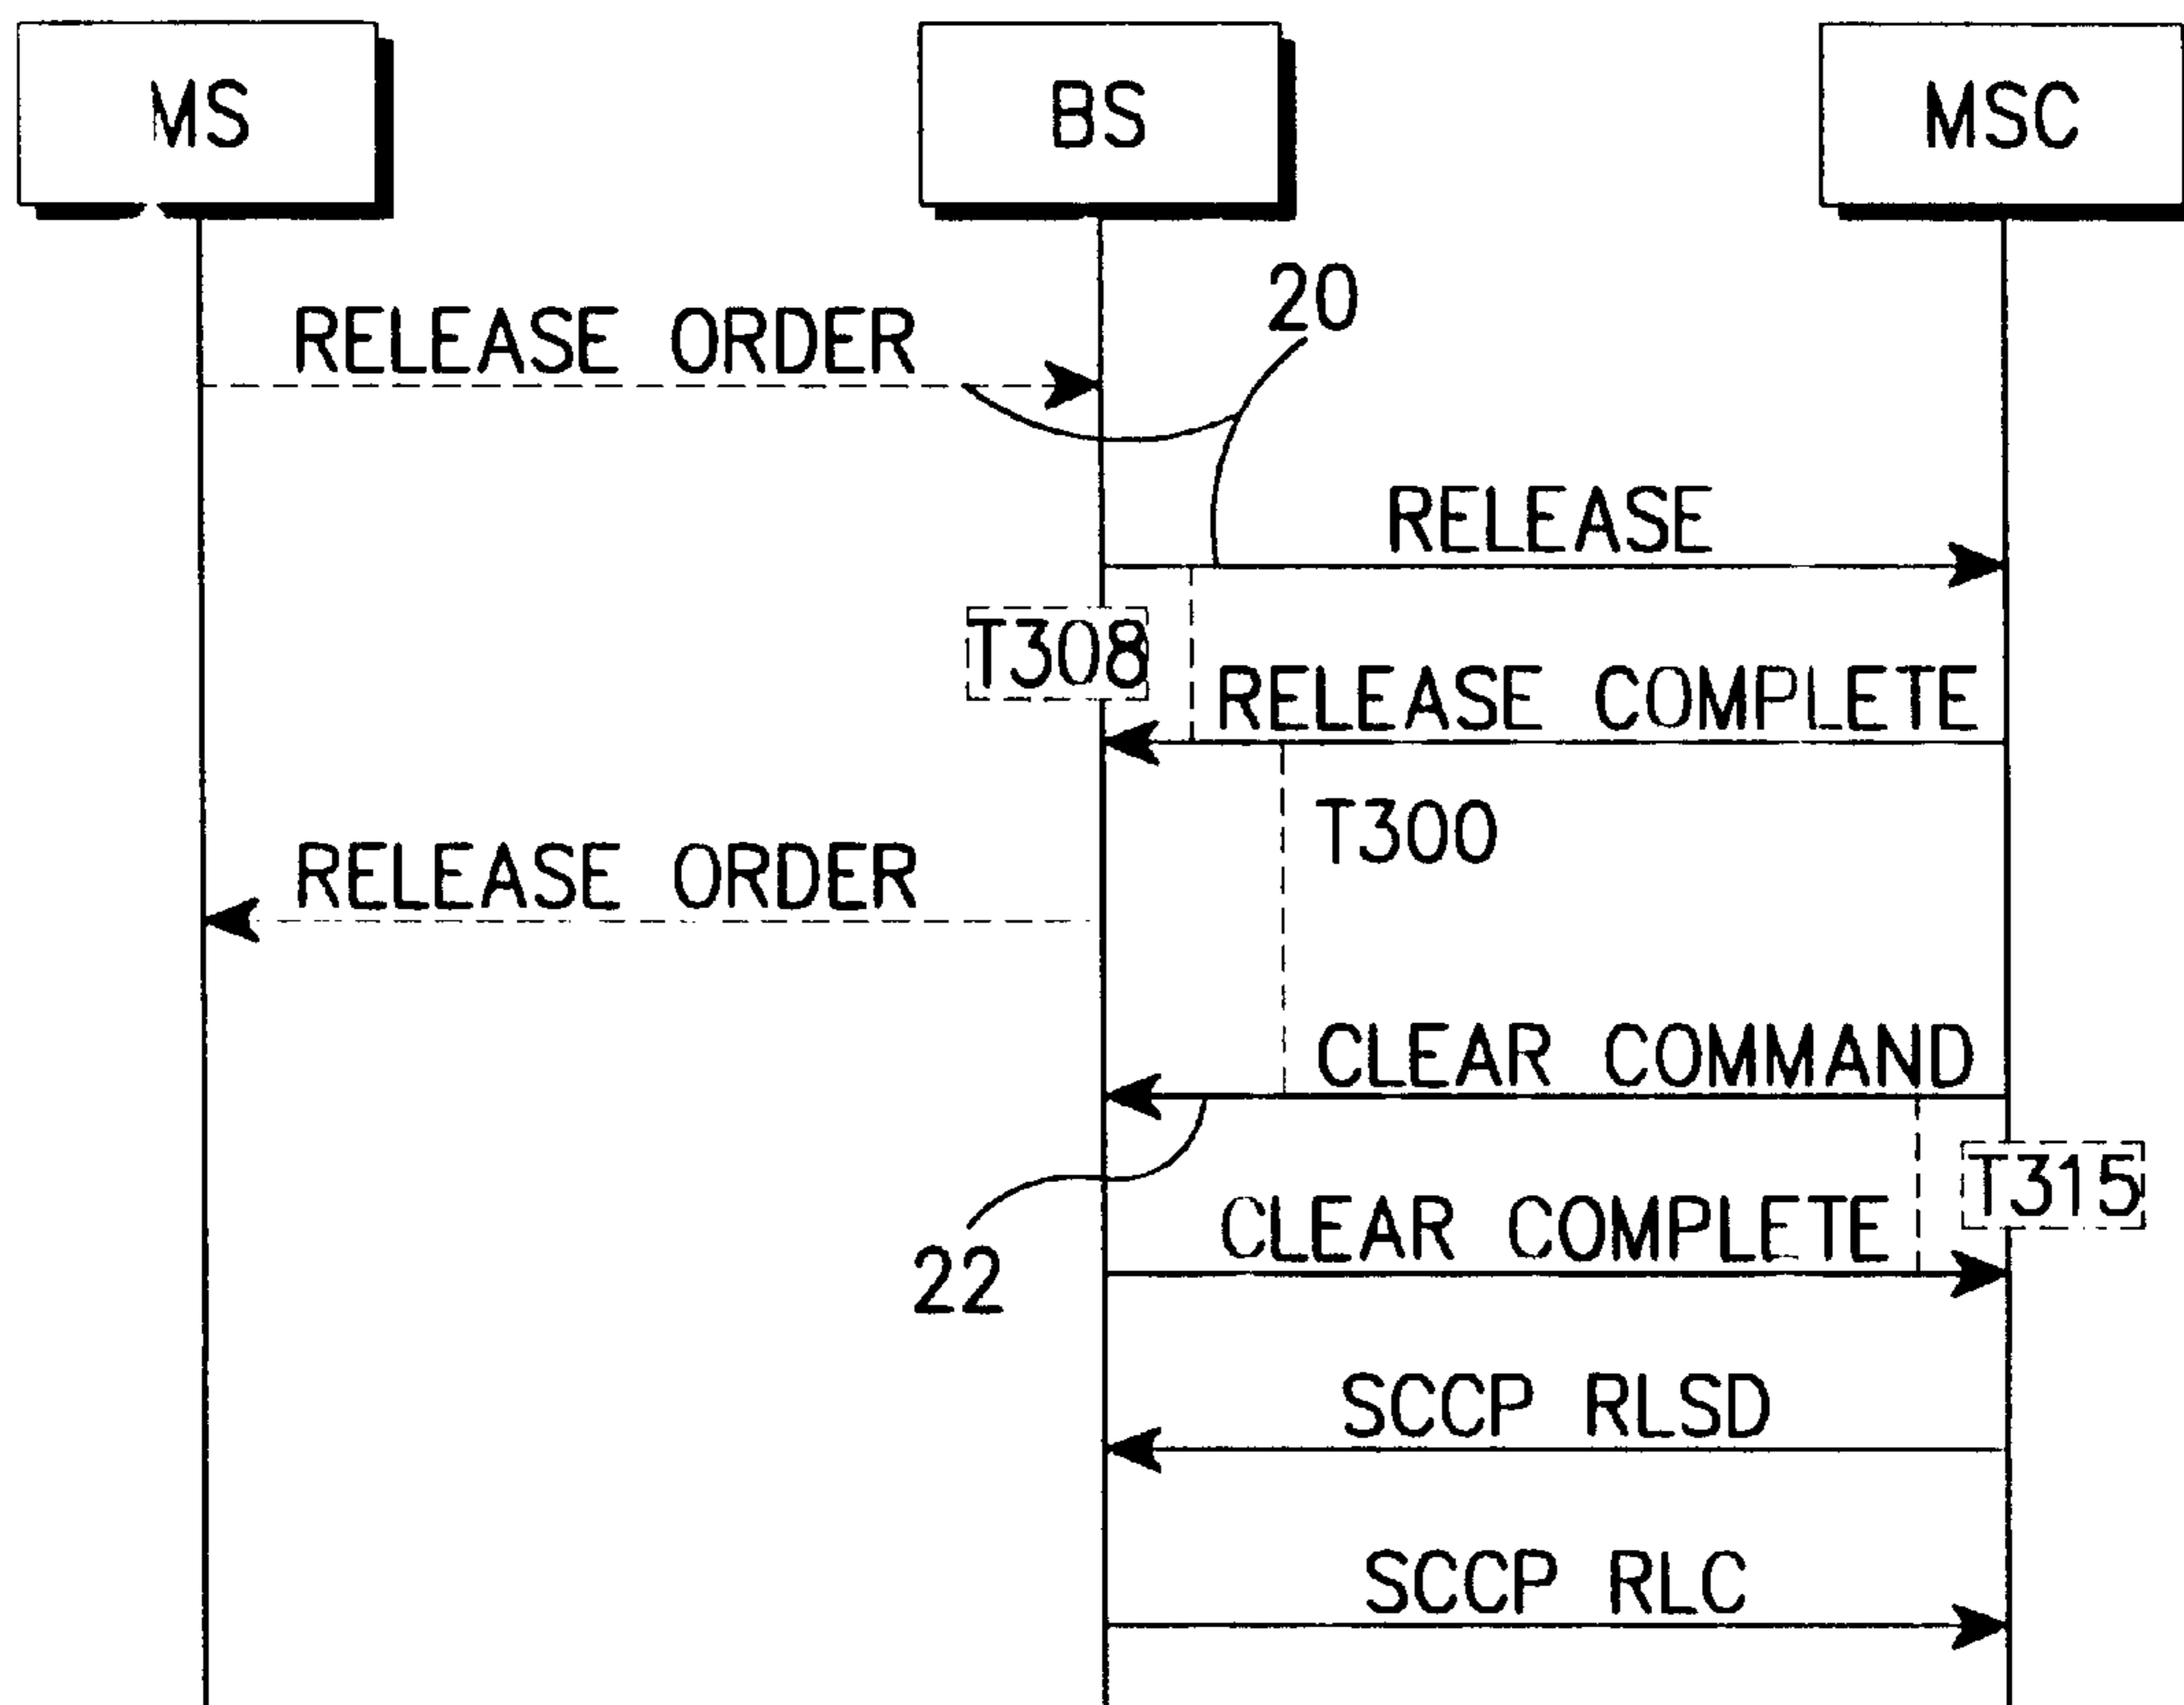 MS
BS
MSC
20
RELEASE ORDER
RELEASE
T308
RELEASE COMPLETE
T300
RELEASE ORDER
CLEAR COMMAND
T315
CLEAR COMPLETE
22
SCCP RLSD
SCCP RLC